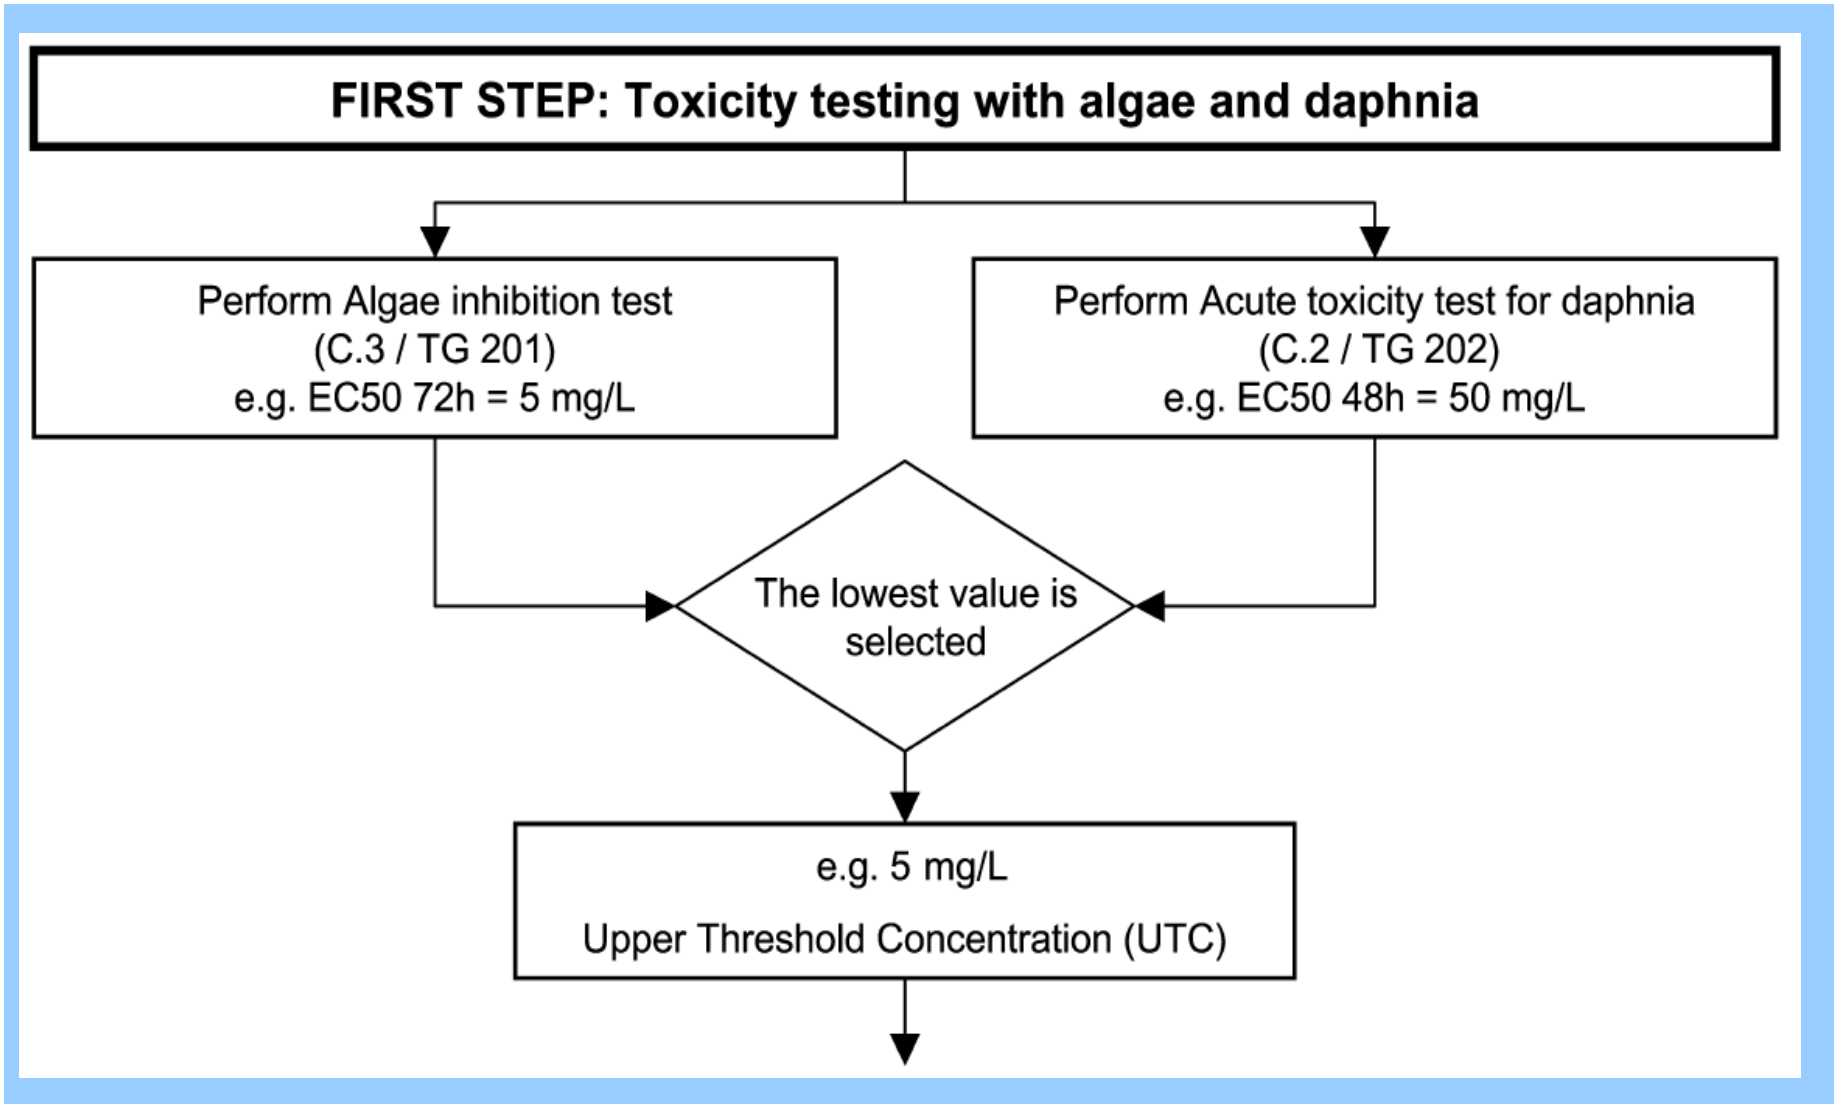 FIRST STEP: Toxicity testing with algae and daphnia
Perform Algae inhibition test
(C.3 / TG 201)
e.g. EC50 72h = 5 mg/L
Perform Acute toxicity test for daphnia
(C.2 / TG 202)
e.g. EC50 48h = 50 mg/L
The lowest value is
selected
e.g. 5 mg/L
Upper Threshold Concentration (UTC)